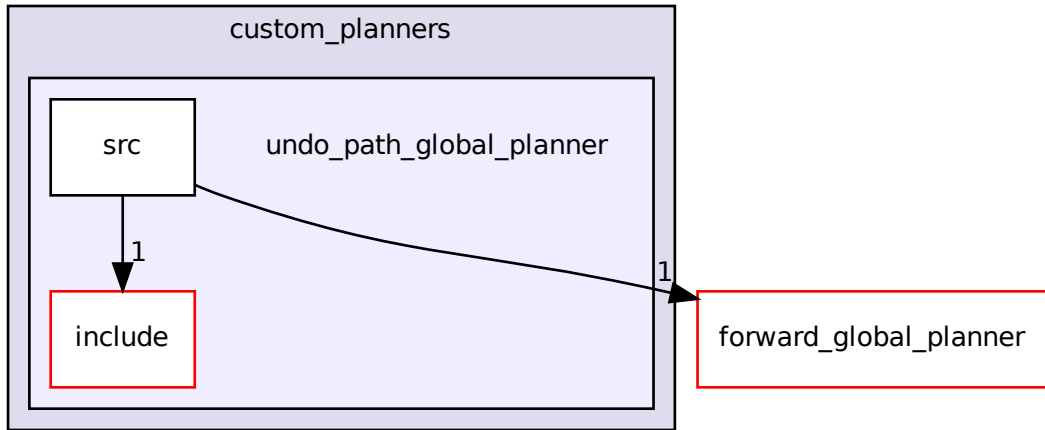 custom_planners
src
undo_path_global_planner
1
1
include
forward_global_planner